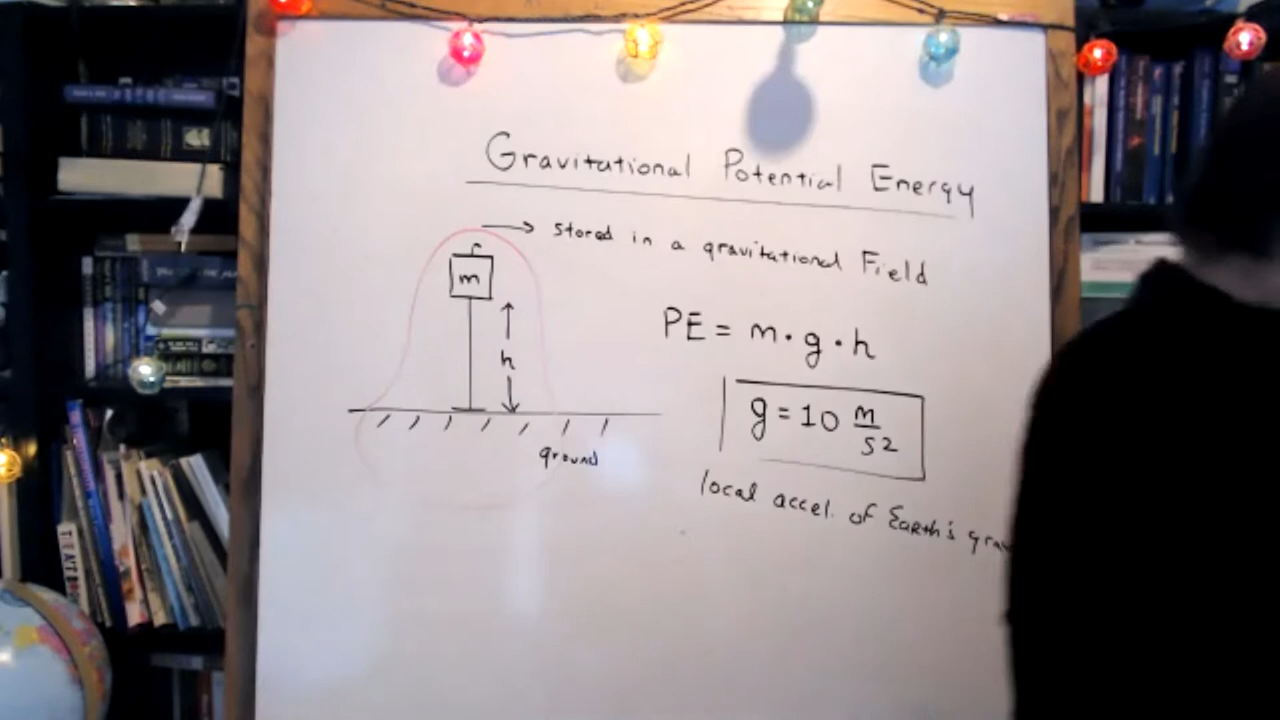 Gravitational Potential Energy
→ stored in a gravitational Field
m
h
PE = m · g · h
g = 10 m/s²
ground
local accel. of Earth's